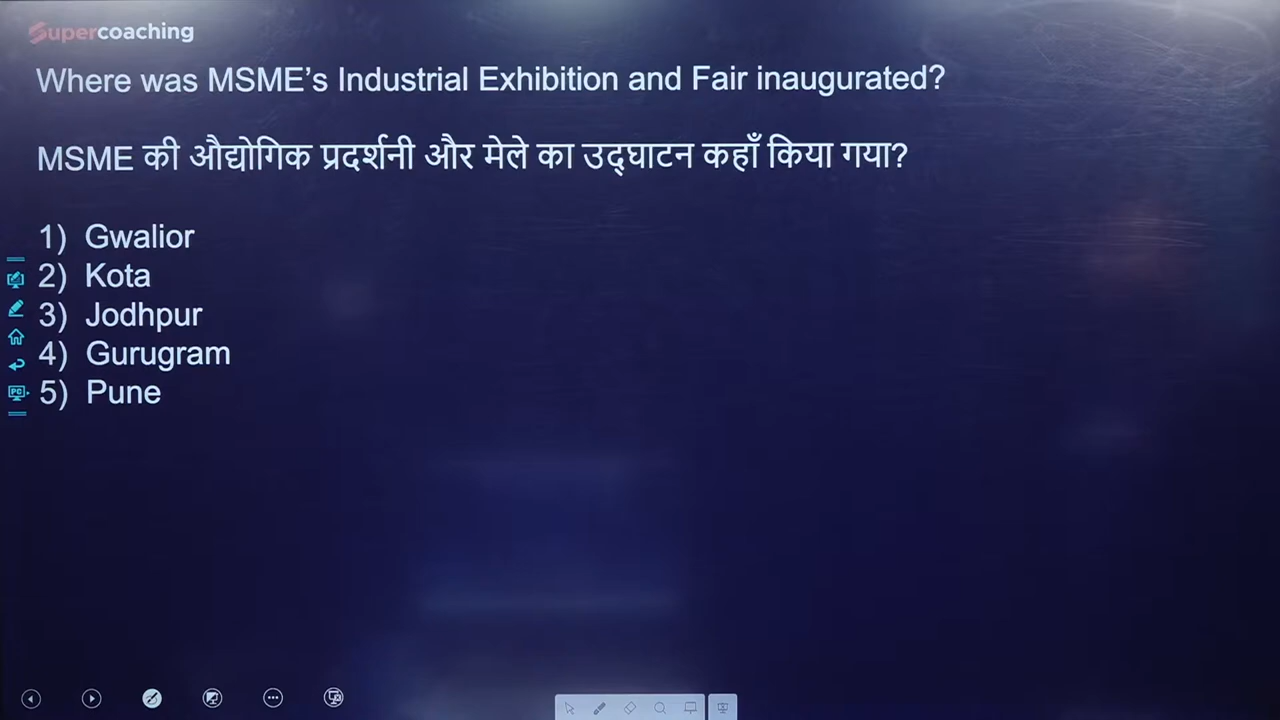 Supercoaching
Where was MSME’s Industrial Exhibition and Fair inaugurated?
MSME की औद्योगिक प्रदर्शनी और मेले का उद्घाटन कहाँ किया गया?
1) Gwalior
2) Kota
3) Jodhpur
4) Gurugram
5) Pune
PC